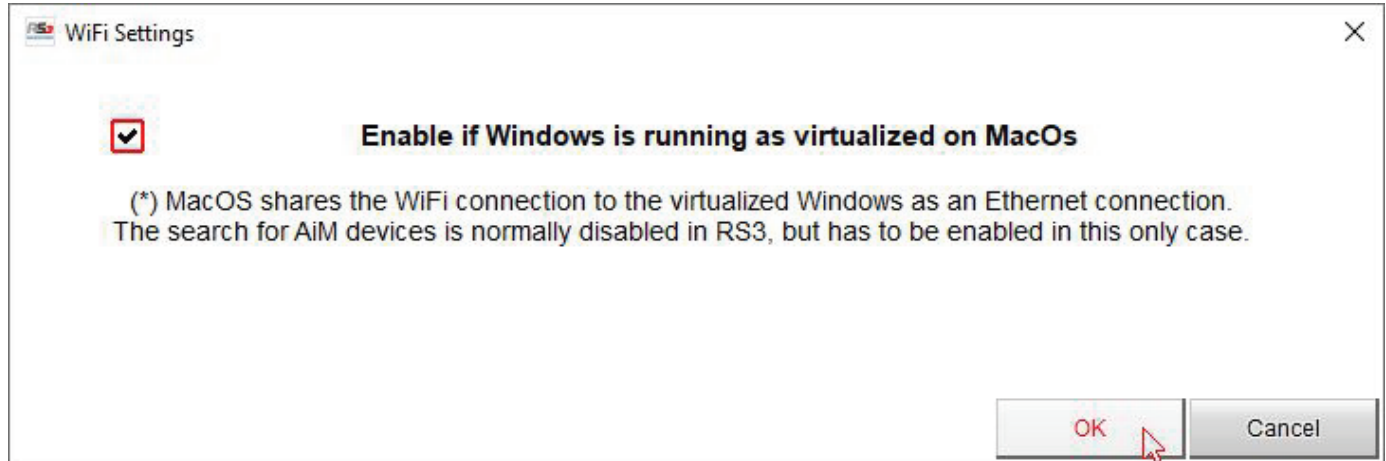 RS3 WiFi Settings
Enable if Windows is running as virtualized on MacOs
(*) MacOS shares the WiFi connection to the virtualized Windows as an Ethernet connection.
The search for AiM devices is normally disabled in RS3, but has to be enabled in this only case.
OK Cancel